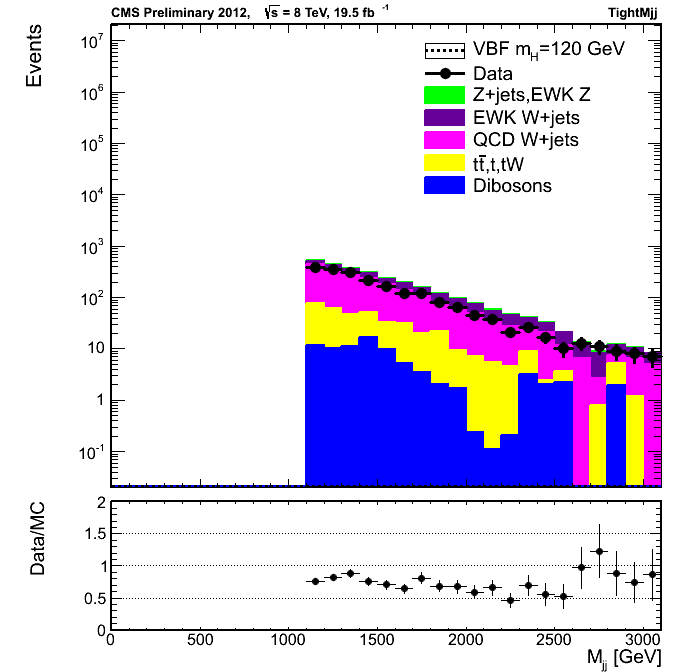 CMS Preliminary 2012, √s = 8 TeV, 19.5 fb⁻¹ TightMjj
Events
10⁷
10⁶
10⁵
10⁴
10³
10²
10
1
10⁻¹
VBF m_H=120 GeV
Data
Z+jets,EWK Z
EWK W+jets
QCD W+jets
tt̄,t,tW
Dibosons
Data/MC
2
1.5
1
0.5
0
0 500 1000 1500 2000 2500 3000
M_jj [GeV]